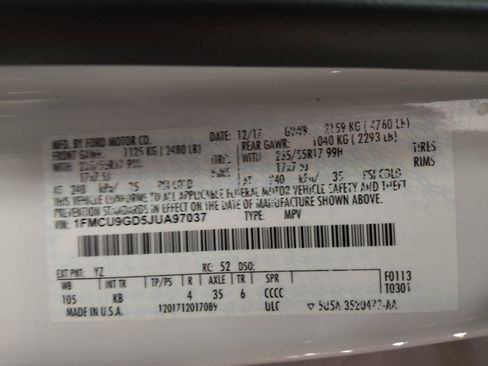 MFD. BY FORD MOTOR CO. DATE: 12/17 GVWR: 2159 KG ( 4760 LB)
FRONT GAWR: 1125 KG ( 2480 LB) REAR GAWR: 1040 KG ( 2293 LB)
WITH 235/55R17 99H TIRES WITH 235/55R17 99H TIRES
17x7.5J RIMS 17x7.5J RIMS
AT 240 kPa/ 35 PSI COLD AT 240 kPa/ 35 PSI COLD
THIS VEHICLE CONFORMS TO ALL APPLICABLE FEDERAL MOTOR VEHICLE SAFETY AND THEFT
PREVENTION STANDARDS IN EFFECT ON THE DATE OF MANUFACTURE SHOWN ABOVE.
VIN: 1FMCU9GD5JUA97037 TYPE: MPV
EXT PNT: YZ RC: 52 DSO:
WB INT TR TP/PS R AXLE TR SPR
105 KB 4 35 6 CCCC
F0113
T0301
MADE IN U.S.A. 1201712017089 ULC